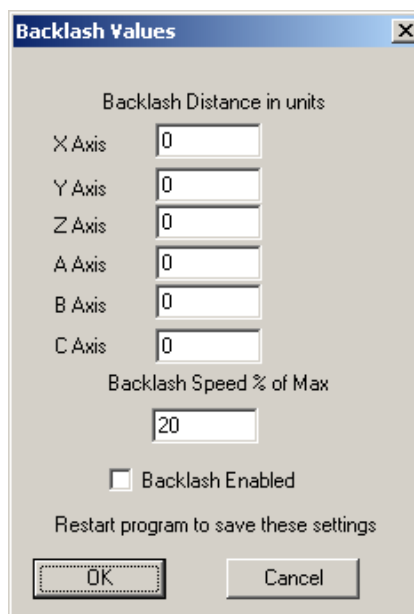 Backlash Values
Backlash Distance in units
X Axis 0
Y Axis 0
Z Axis 0
A Axis 0
B Axis 0
C Axis 0
Backlash Speed % of Max
20
Backlash Enabled
Restart program to save these settings
OK Cancel